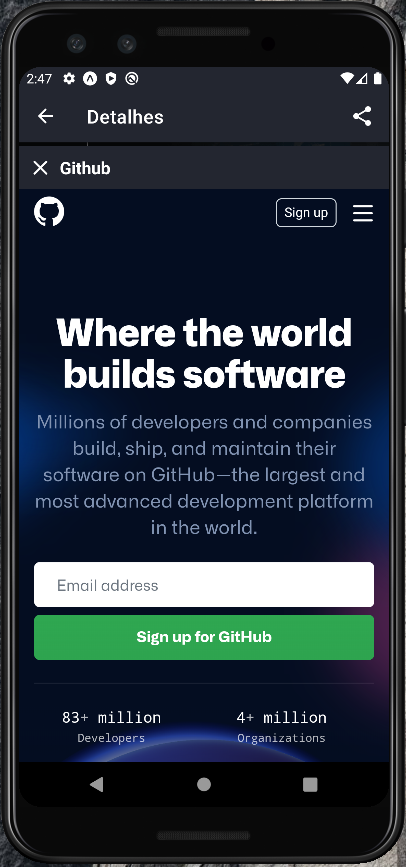 2:47
Detalhes
Github
Sign up
Where the world
builds software
Millions of developers and companies
build, ship, and maintain their
software on GitHub—the largest and
most advanced development platform
in the world.
Email address
Sign up for GitHub
83+ million
4+ million
Developers
Organizations